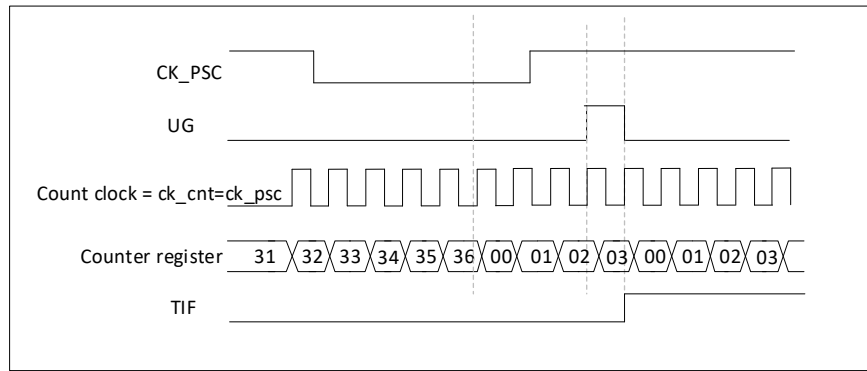 CK_PSC
UG
Count clock = ck_cnt=ck_psc
Counter register 31 32 33 34 35 36 00 01 02 03 00 01 02 03
TIF